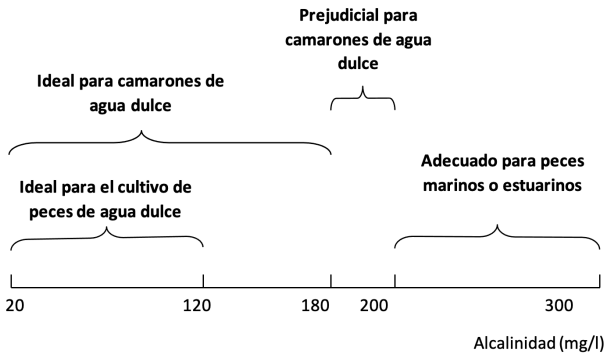 Prejudicial para
camarones de agua
dulce
Ideal para camarones de
agua dulce
Adecuado para peces
marinos o estuarinos
Ideal para el cultivo de
peces de agua dulce
20 120 180 200 300
Alcalinidad (mg/l)